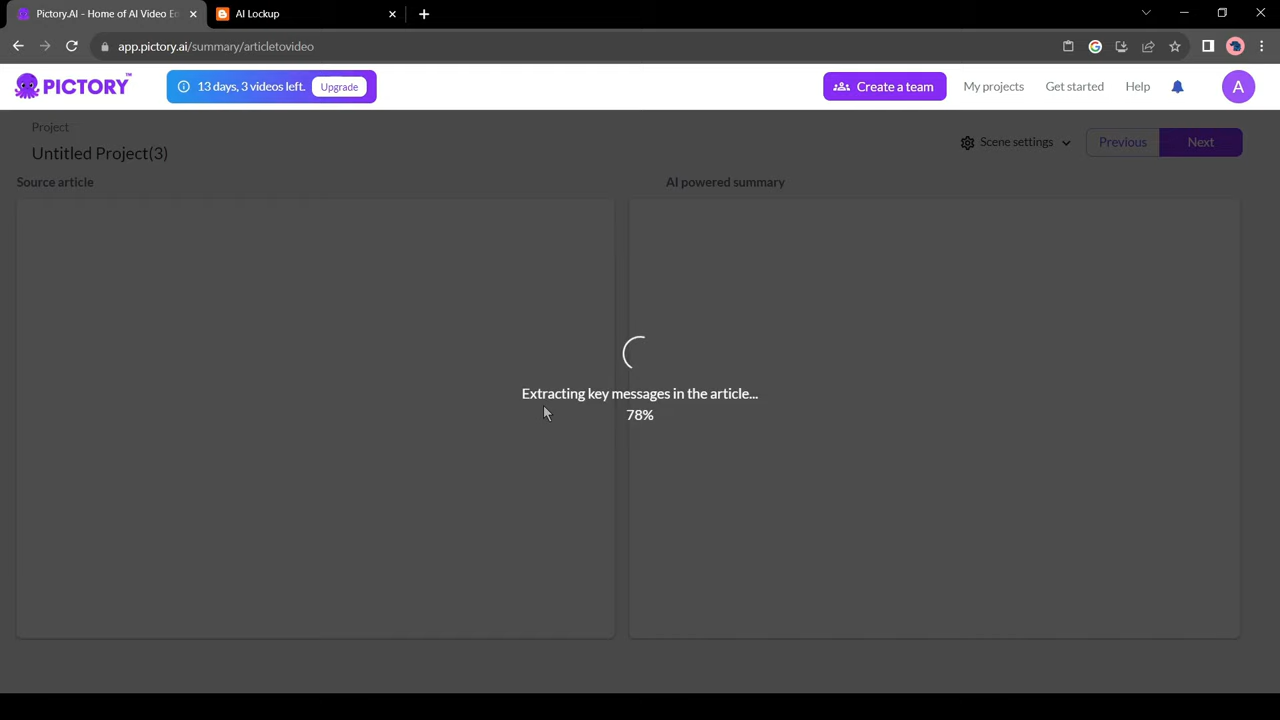 Pictory.AI - Home of AI Video Ec
AI Lockup
app.pictory.ai/summary/articletovideo
PICTORY™
13 days, 3 videos left.
Upgrade
Create a team
My projects
Get started
Help
A
Project
Untitled Project(3)
Scene settings
Previous
Next
Source article
AI powered summary
Extracting key messages in the article...
78%